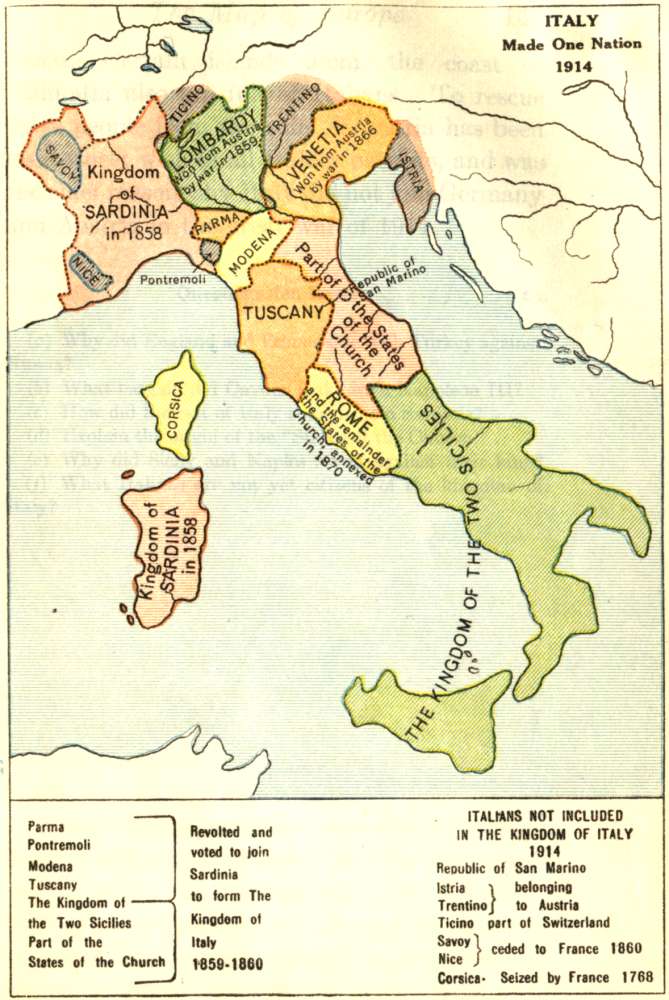 ITALY
Made One Nation
1914
TICINO
TRENTINO
LOMBARDY
Won from Austria
by war in 1859
VENETIA
Won from Austria
by war in 1866
ISTRIA
SAVOY
Kingdom
of
SARDINIA
in 1858
PARMA
MODENA
NICE
Pontremoli
Republic of
San Marino
Part of
the States
of the
Church
TUSCANY
CORSICA
ROME
and the remainder
of the States of the
Church, annexed
in 1870
Kingdom of
SARDINIA
in 1858
THE KINGDOM OF THE TWO SICILIES
Parma
Pontremoli
Modena
Tuscany
The Kingdom of
the Two Sicilies
Part of the
States of the Church
Revolted and
voted to join
Sardinia
to form The
Kingdom of
Italy
1859-1860
ITALIANS NOT INCLUDED
IN THE KINGDOM OF ITALY
1914
Republic of San Marino
Istria belonging
Trentino to Austria
Ticino part of Switzerland
Savoy
Nice ceded to France 1860
Corsica- Seized by France 1768